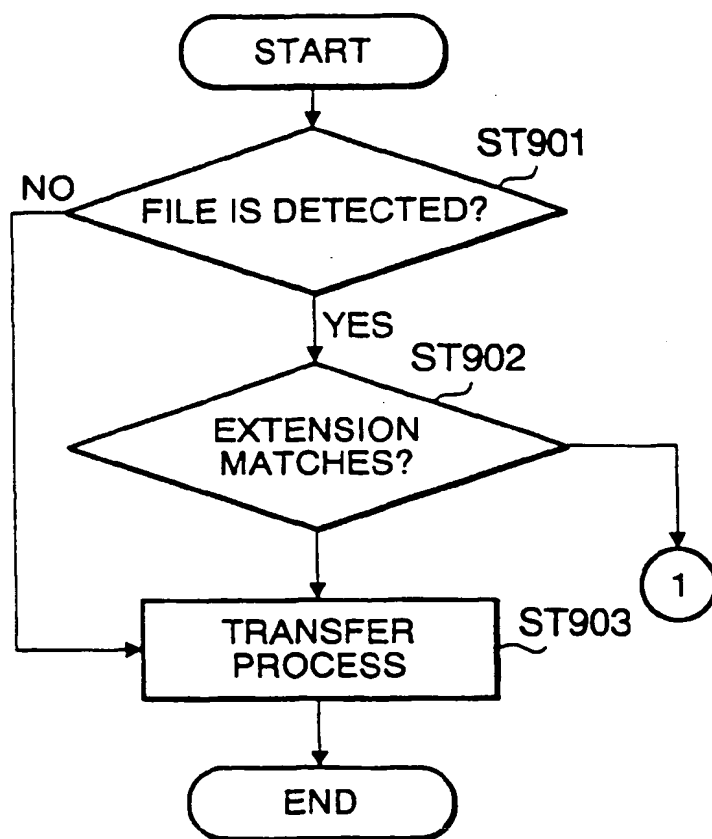 START
ST901
NO
FILE IS DETECTED?
YES
ST902
EXTENSION
MATCHES?
1
TRANSFER
PROCESS
ST903
END